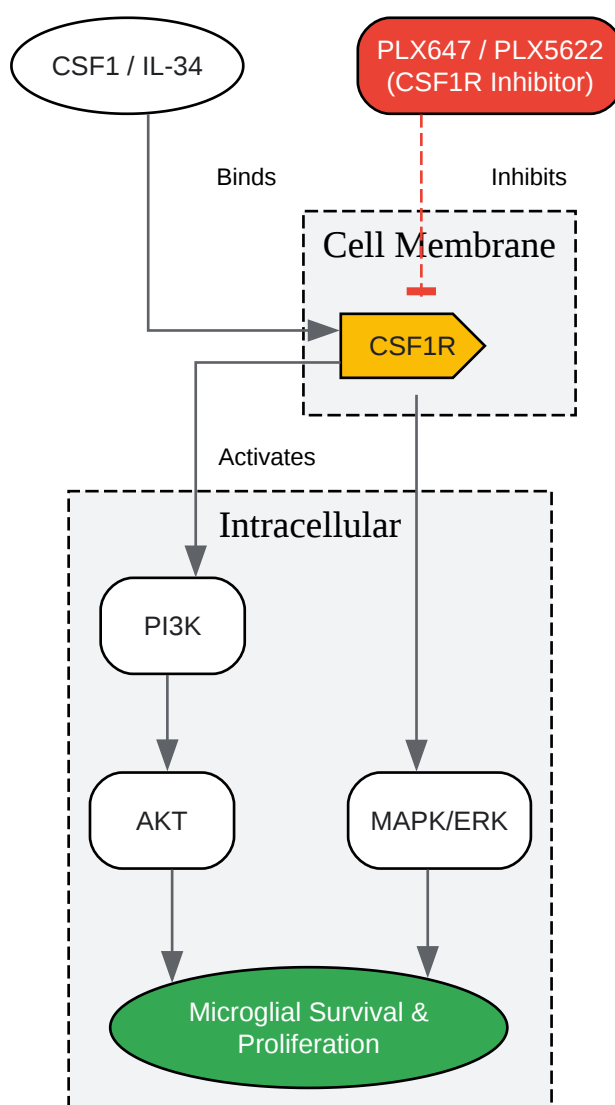 CSF1 / IL-34
PLX647 / PLX5622
(CSF1R Inhibitor)
Binds
Inhibits
Cell Membrane
CSF1R
Activates
Intracellular
PI3K
AKT
MAPK/ERK
Microglial Survival &
Proliferation